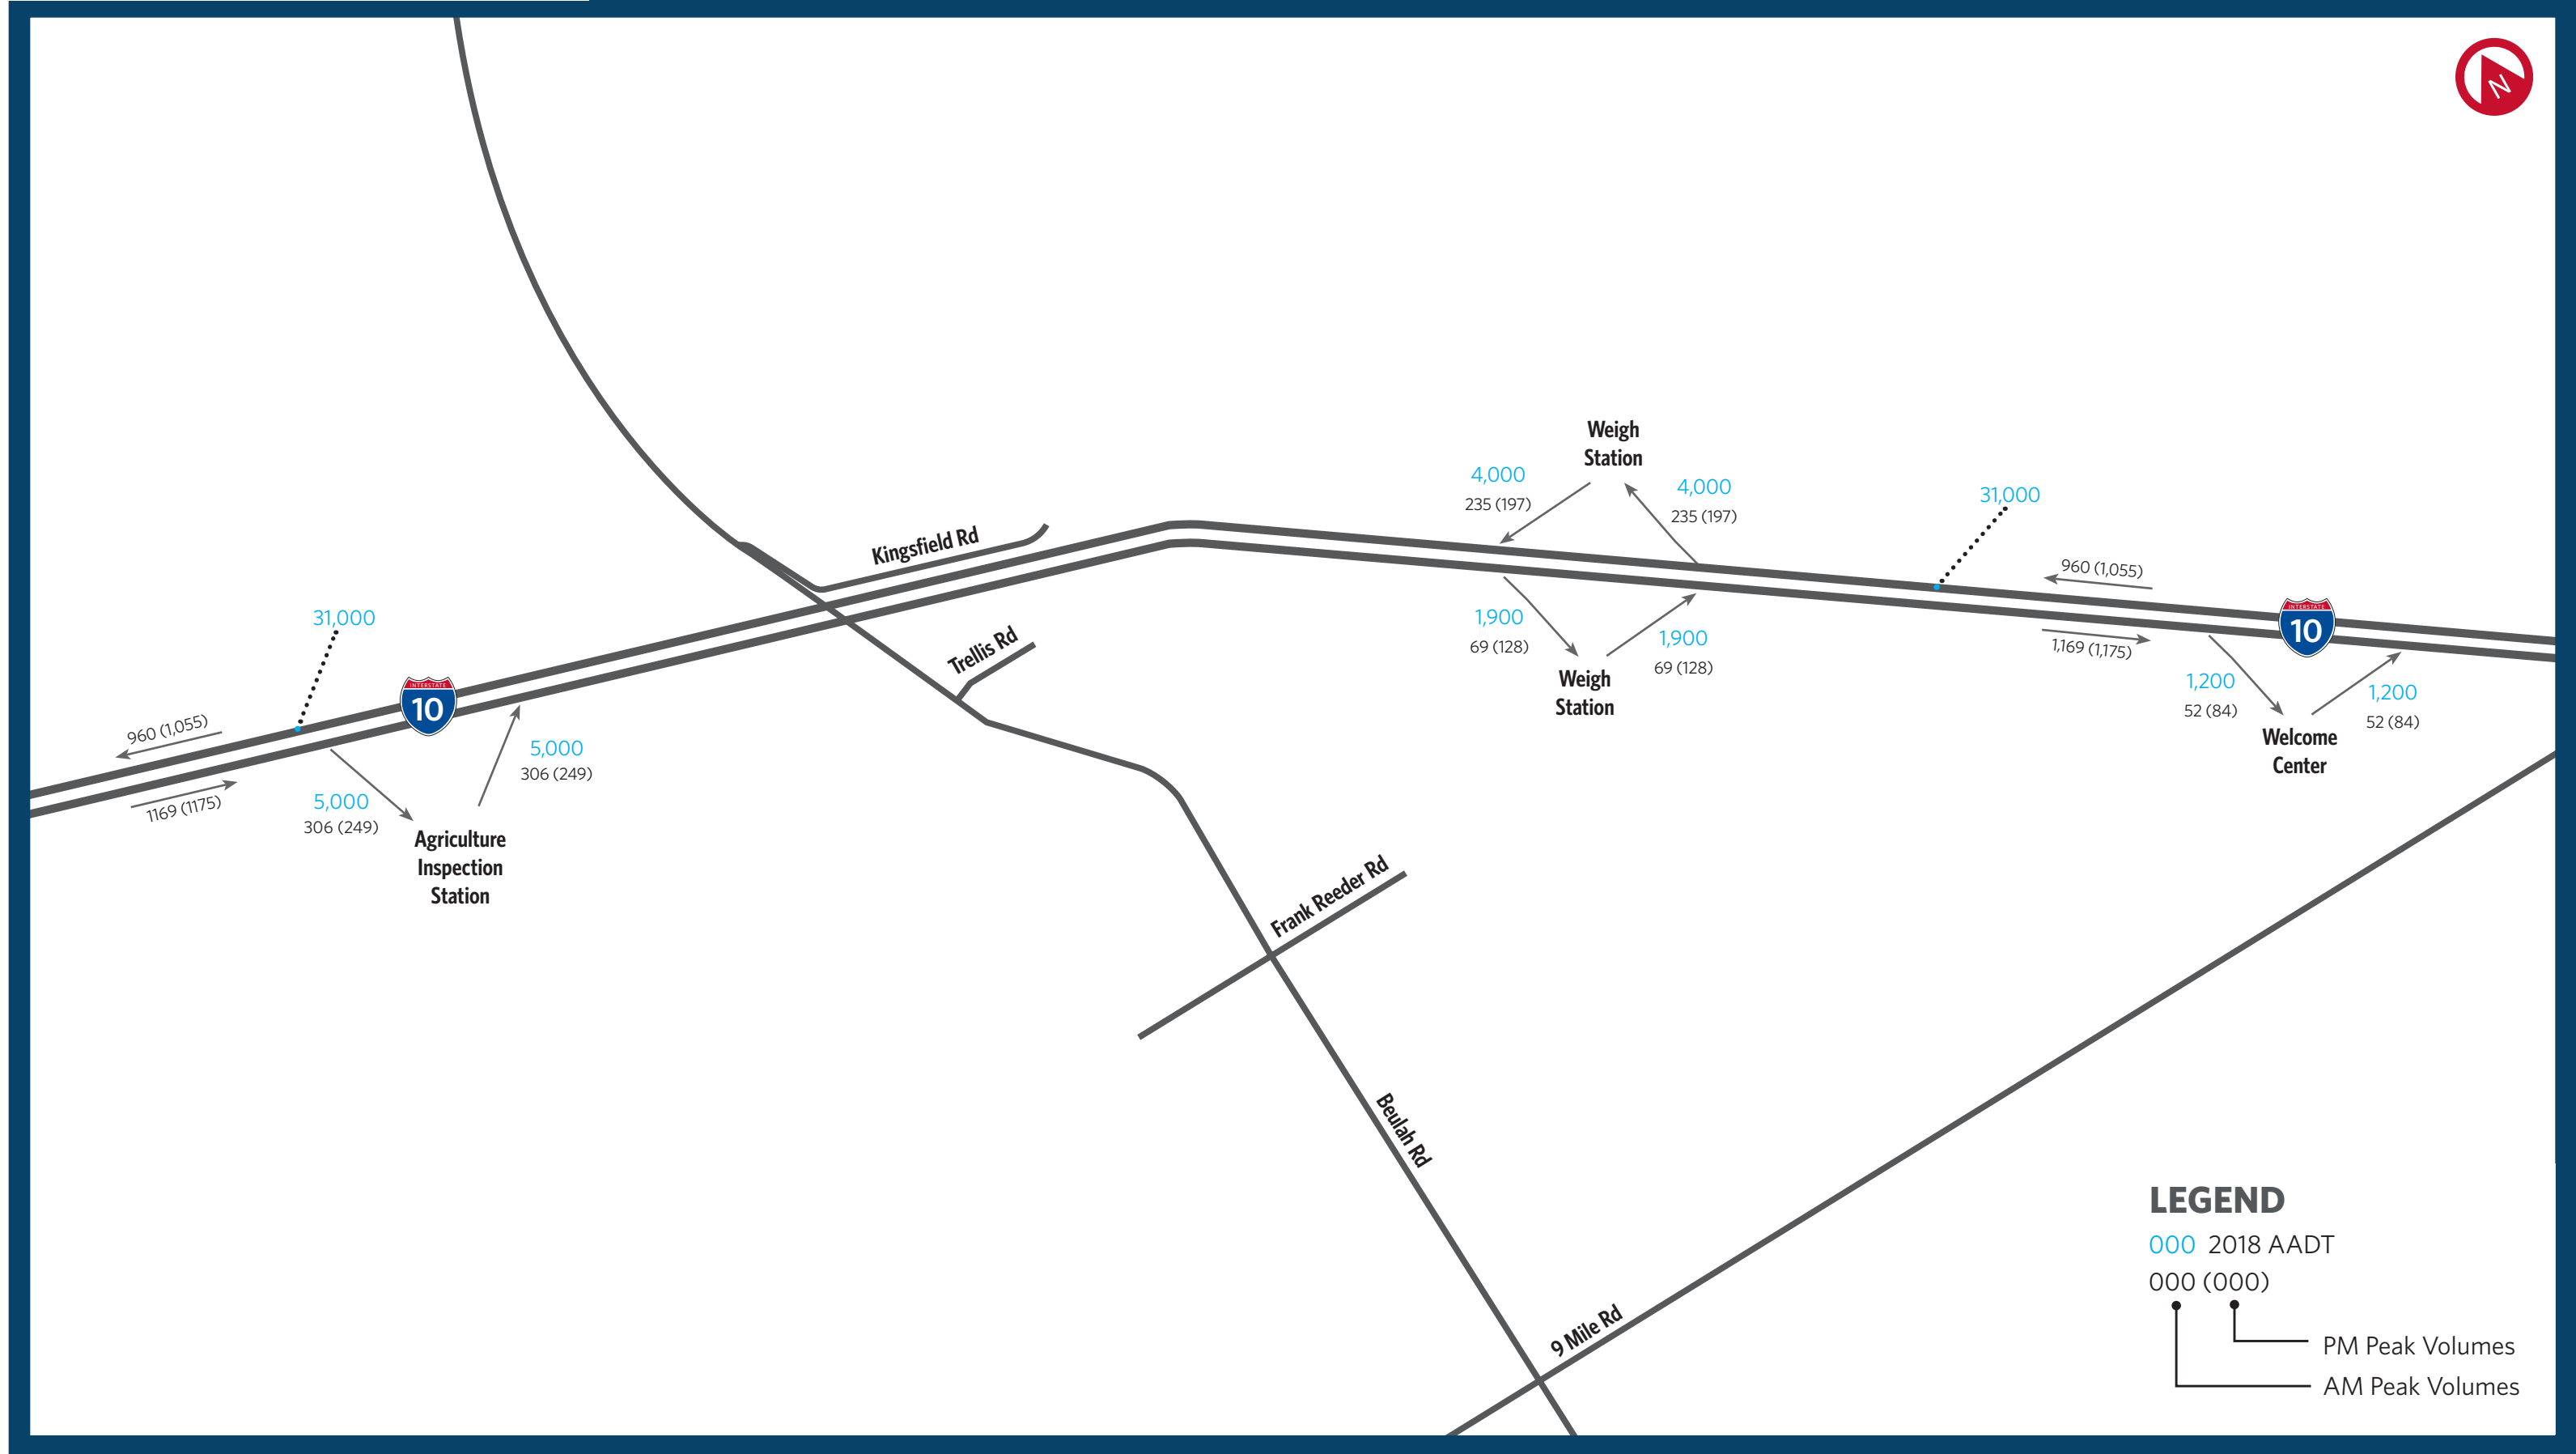 N
Weigh
Station
4,000
235 (197)
4,000
235 (197)
31,000
Kingsfield Rd
960 (1,055)
INTERSTATE
10
31,000
Trellis Rd
1,900
69 (128)
1,900
69 (128)
1,169 (1,175)
Weigh
Station
1,200
52 (84)
1,200
52 (84)
Welcome
Center
INTERSTATE
10
960 (1,055)
1169 (1175)
5,000
306 (249)
5,000
306 (249)
Agriculture
Inspection
Station
Frank Reeder Rd
Beulah Rd
9 Mile Rd
LEGEND
000 2018 AADT
000 (000)
PM Peak Volumes
AM Peak Volumes